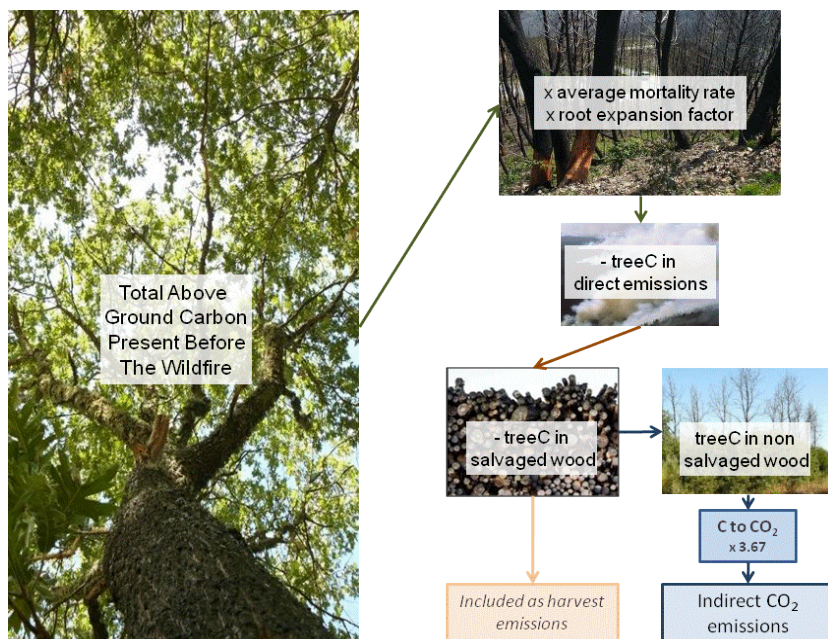 Total Above
Ground Carbon
Present Before
The Wildfire
x average mortality rate
x root expansion factor
- treeC in
direct emissions
- treeC in
salvaged wood
treeC in non
salvaged wood
C to CO₂
x 3.67
Included as harvest
emissions
Indirect CO₂
emissions